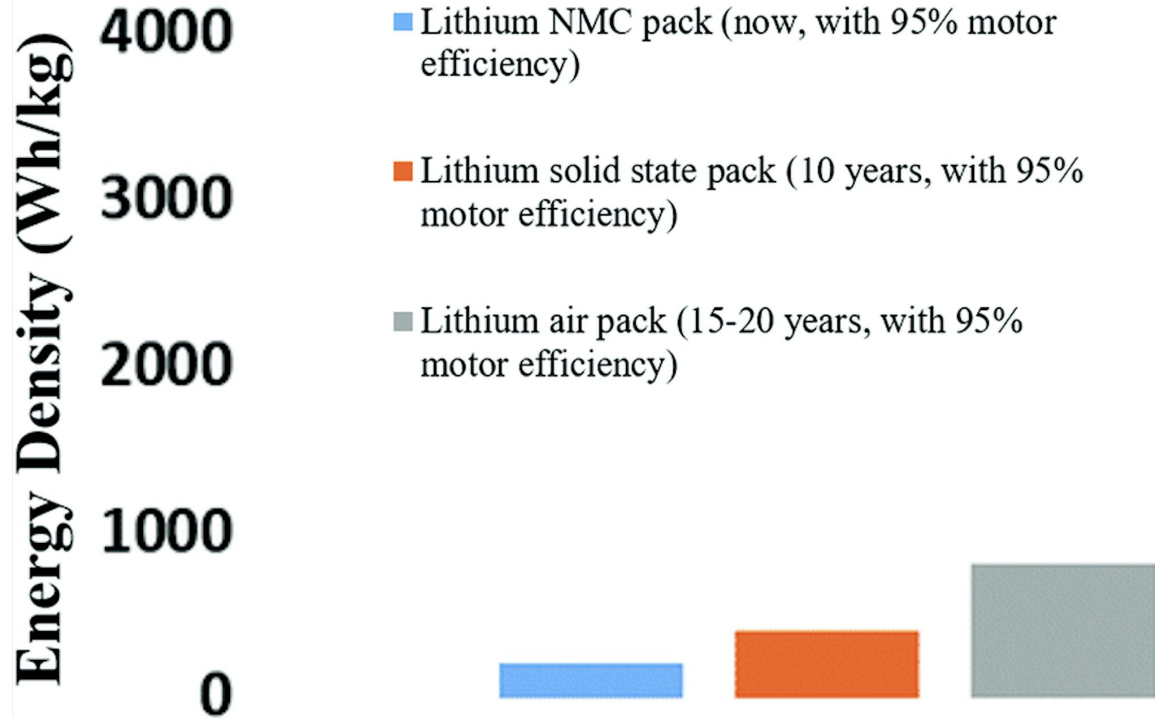 Energy Density (Wh/kg)
4000
3000
2000
1000
0
Lithium NMC pack (now, with 95% motor
efficiency)
Lithium solid state pack (10 years, with 95%
motor efficiency)
Lithium air pack (15-20 years, with 95%
motor efficiency)